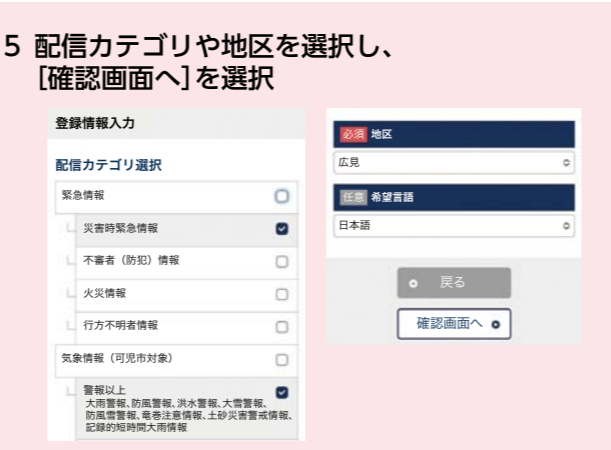 5 配信カテゴリや地区を選択し、
[確認画面へ]を選択
登録情報入力
配信カテゴリ選択
緊急情報
災害時緊急情報
不審者（防犯）情報
火災情報
行方不明者情報
気象情報（可児市対象）
警報以上
大雨警報、防風警報、洪水警報、大雪警報、
防風雪警報、竜巻注意情報、土砂災害警戒情報、
記録的短時間大雨情報
必須 地区
広見
任意 希望言語
日本語
戻る
確認画面へ